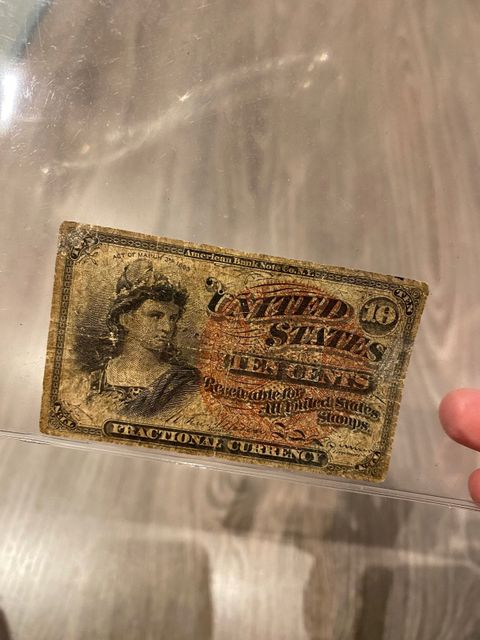 American Bank Note Co. N.Y.
ACT OF MARCH 3D. 1863
UNITED
10
STATES
TEN CENTS
Receivable for
All United States
stamps.
FRACTIONAL CURRENCY